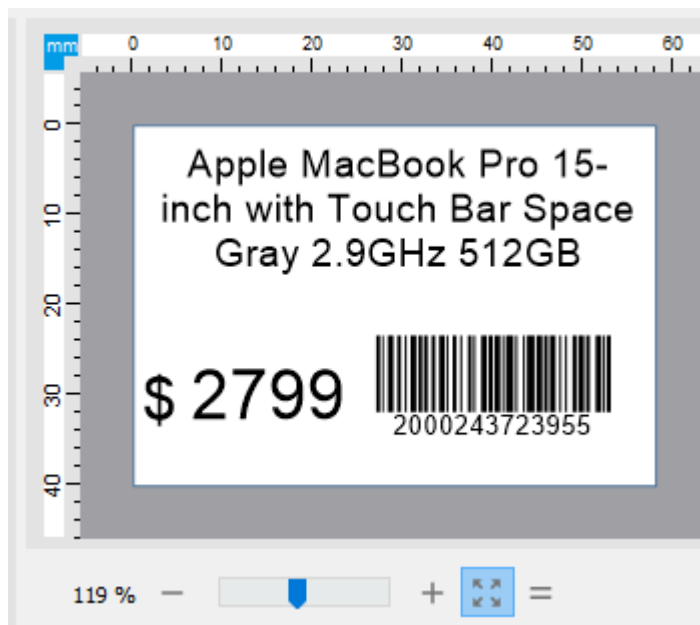 mm 0 10 20 30 40 50 60
0
10
20
30
40
Apple MacBook Pro 15-
inch with Touch Bar Space
Gray 2.9GHz 512GB
$ 2799
2000243723955
119 % − + =